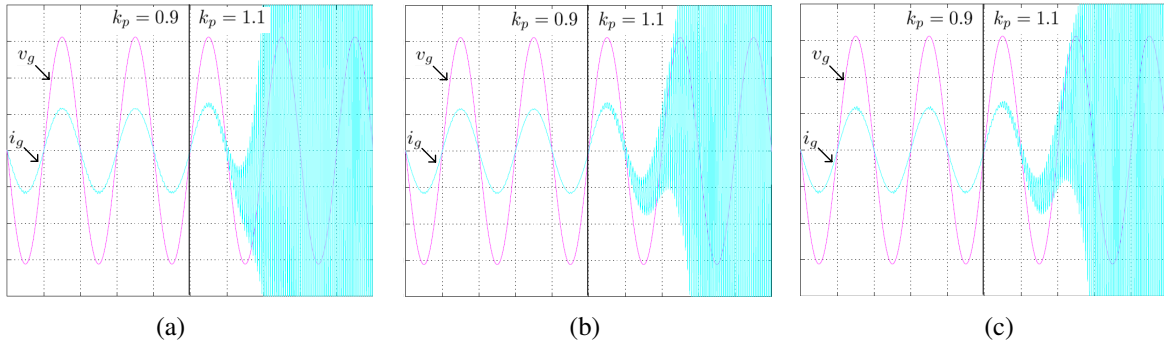 k_p = 0.9 k_p = 1.1
v_g
i_g
(a)
k_p = 0.9 k_p = 1.1
v_g
i_g
(b)
k_p = 0.9 k_p = 1.1
v_g
i_g
(c)